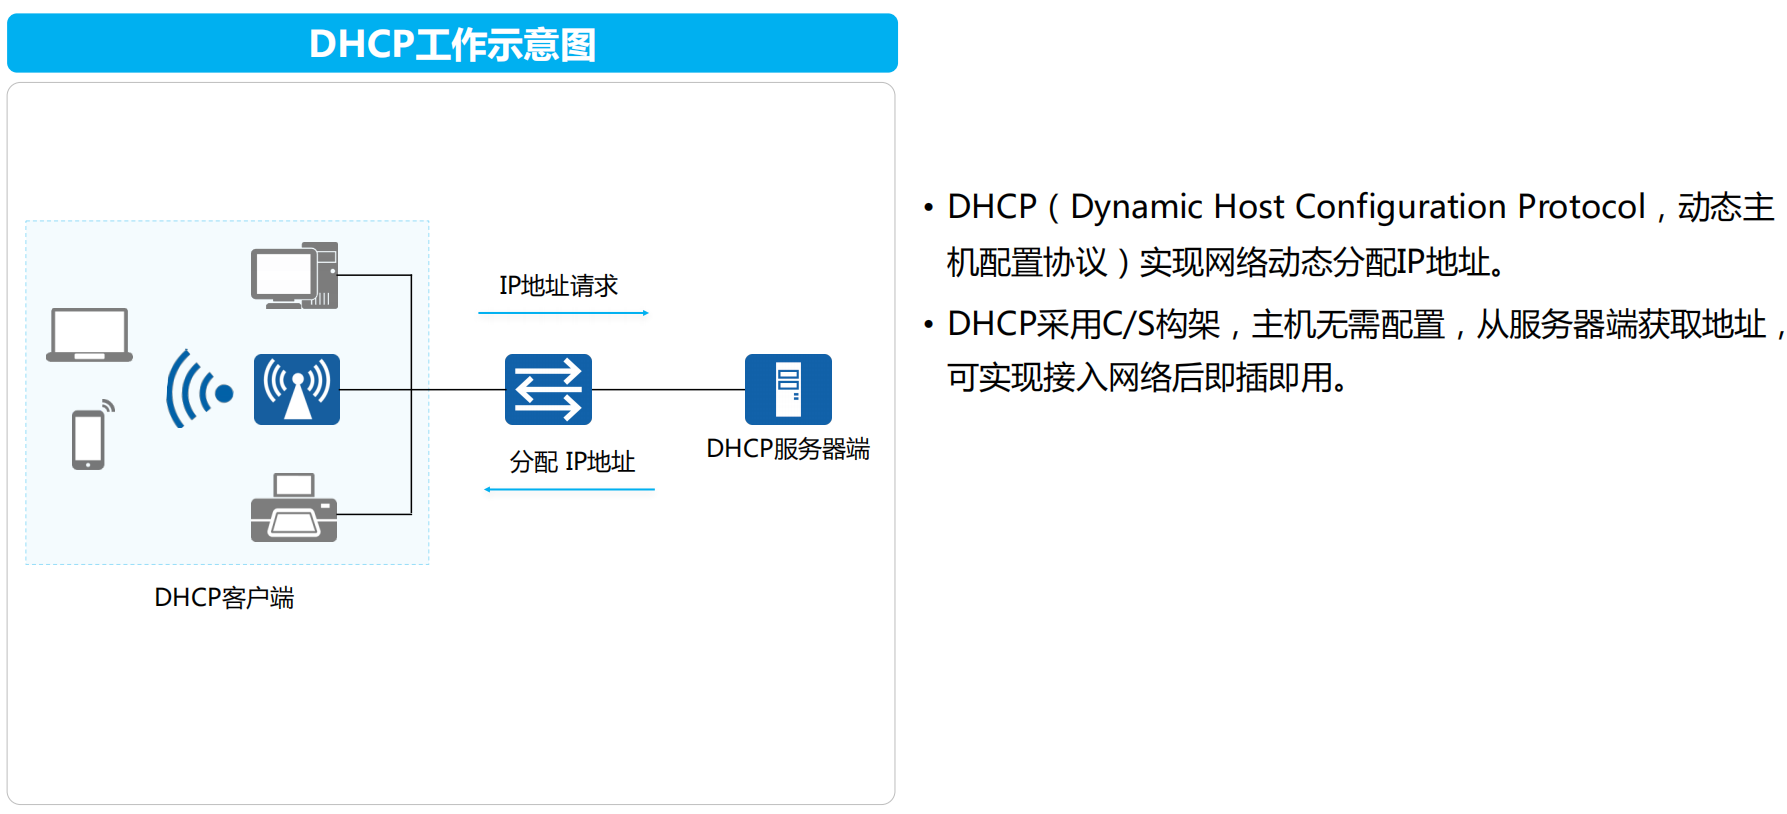 DHCP工作示意图
IP地址请求
分配 IP地址
DHCP服务器端
DHCP客户端
• DHCP（Dynamic Host Configuration Protocol，动态主
机配置协议）实现网络动态分配IP地址。
• DHCP采用C/S构架，主机无需配置，从服务器端获取地址，
可实现接入网络后即插即用。